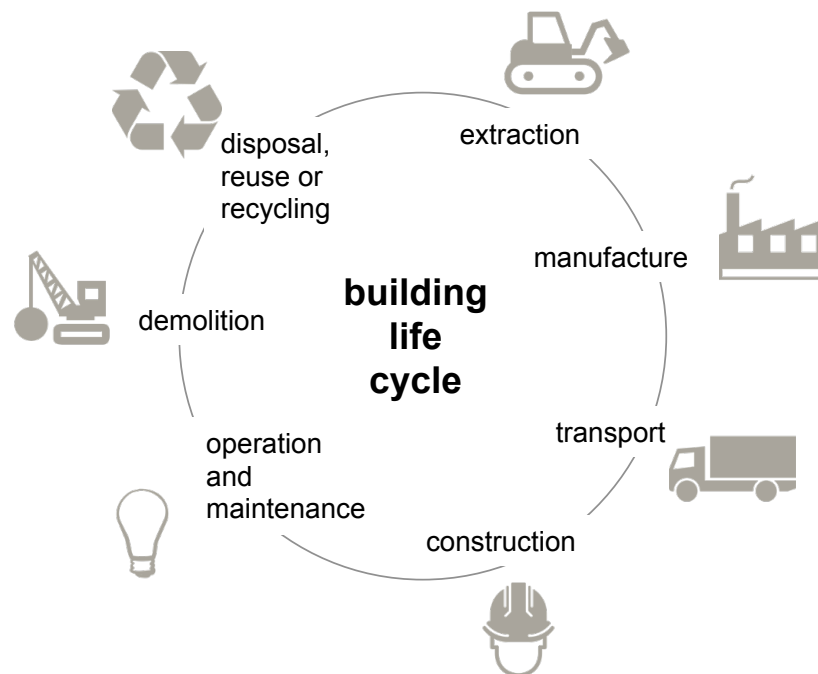 extraction
manufacture
transport
construction
operation
and
maintenance
demolition
disposal,
reuse or
recycling
building
life
cycle